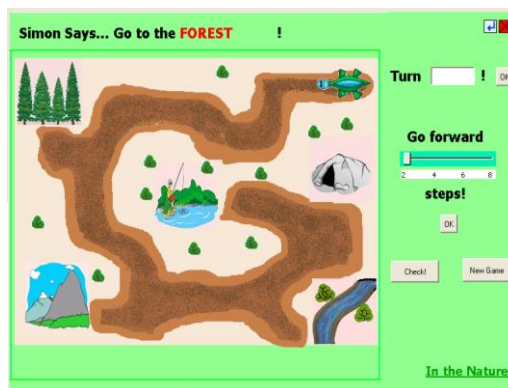 Simon Says... Go to the FOREST !
Turn ! OK
Go forward
2 4 6 8
steps!
OK
Check! New Game
In the Nature